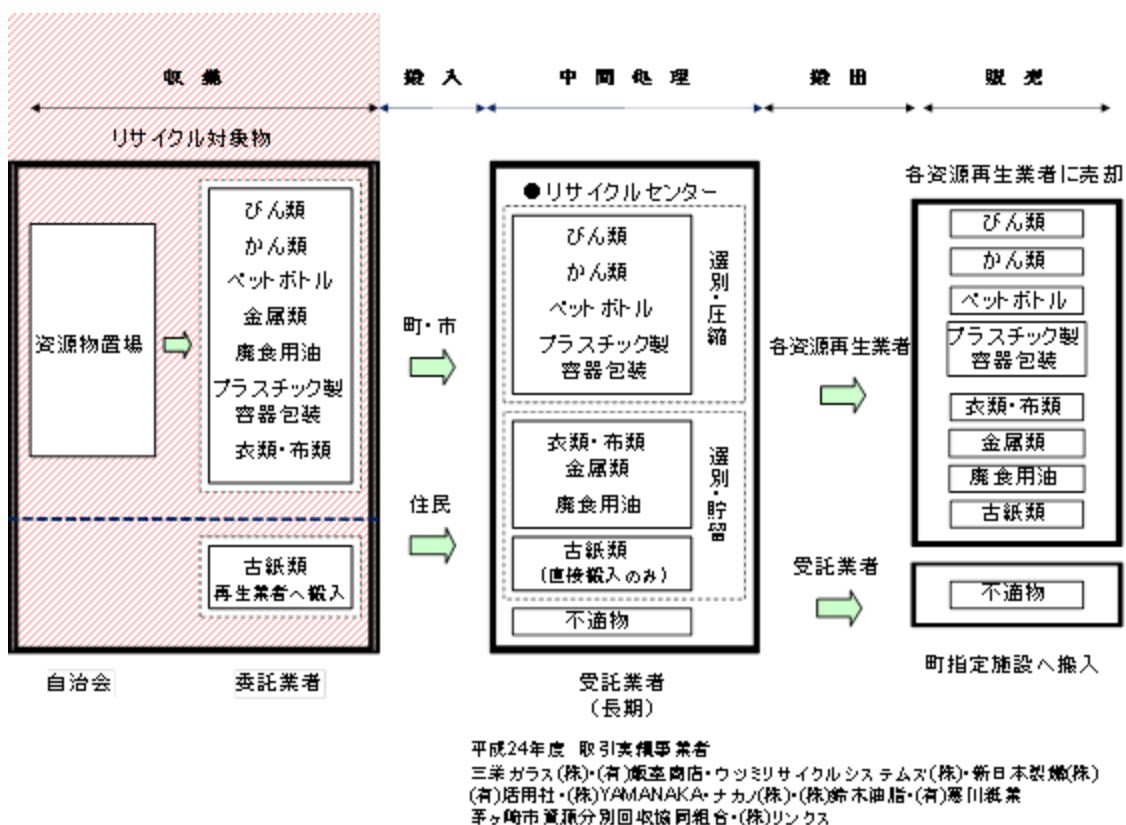 収集
搬入
中間処理
搬出
販売
リサイクル対象物
資源物置場
びん類
かん類
ペットボトル
金属類
廃食用油
プラスチック製
容器包装
衣類・布類
古紙類
再生業者へ搬入
自治会
委託業者
町・市
住民
●リサイクルセンター
びん類
かん類
ペットボトル
プラスチック製
容器包装
選別・圧縮
衣類・布類
金属類
廃食用油
古紙類
(直接搬入のみ)
選別・貯留
不適物
受託業者
(長期)
各資源再生業者
受託業者
各資源再生業者に売却
びん類
かん類
ペットボトル
プラスチック製
容器包装
衣類・布類
金属類
廃食用油
古紙類
不適物
町指定施設へ搬入
平成24年度 取引実績事業者
三栄ガラス(株)・(有)飯室商店・ウツミリサイクルシステムズ(株)・新日本製鐵(株)
(有)活用社・(株)YAMANAKA・ナカノ(株)・(株)鈴木油脂・(有)寒川紙業
茅ヶ崎市資源分別回収協同組合・(株)リンクス